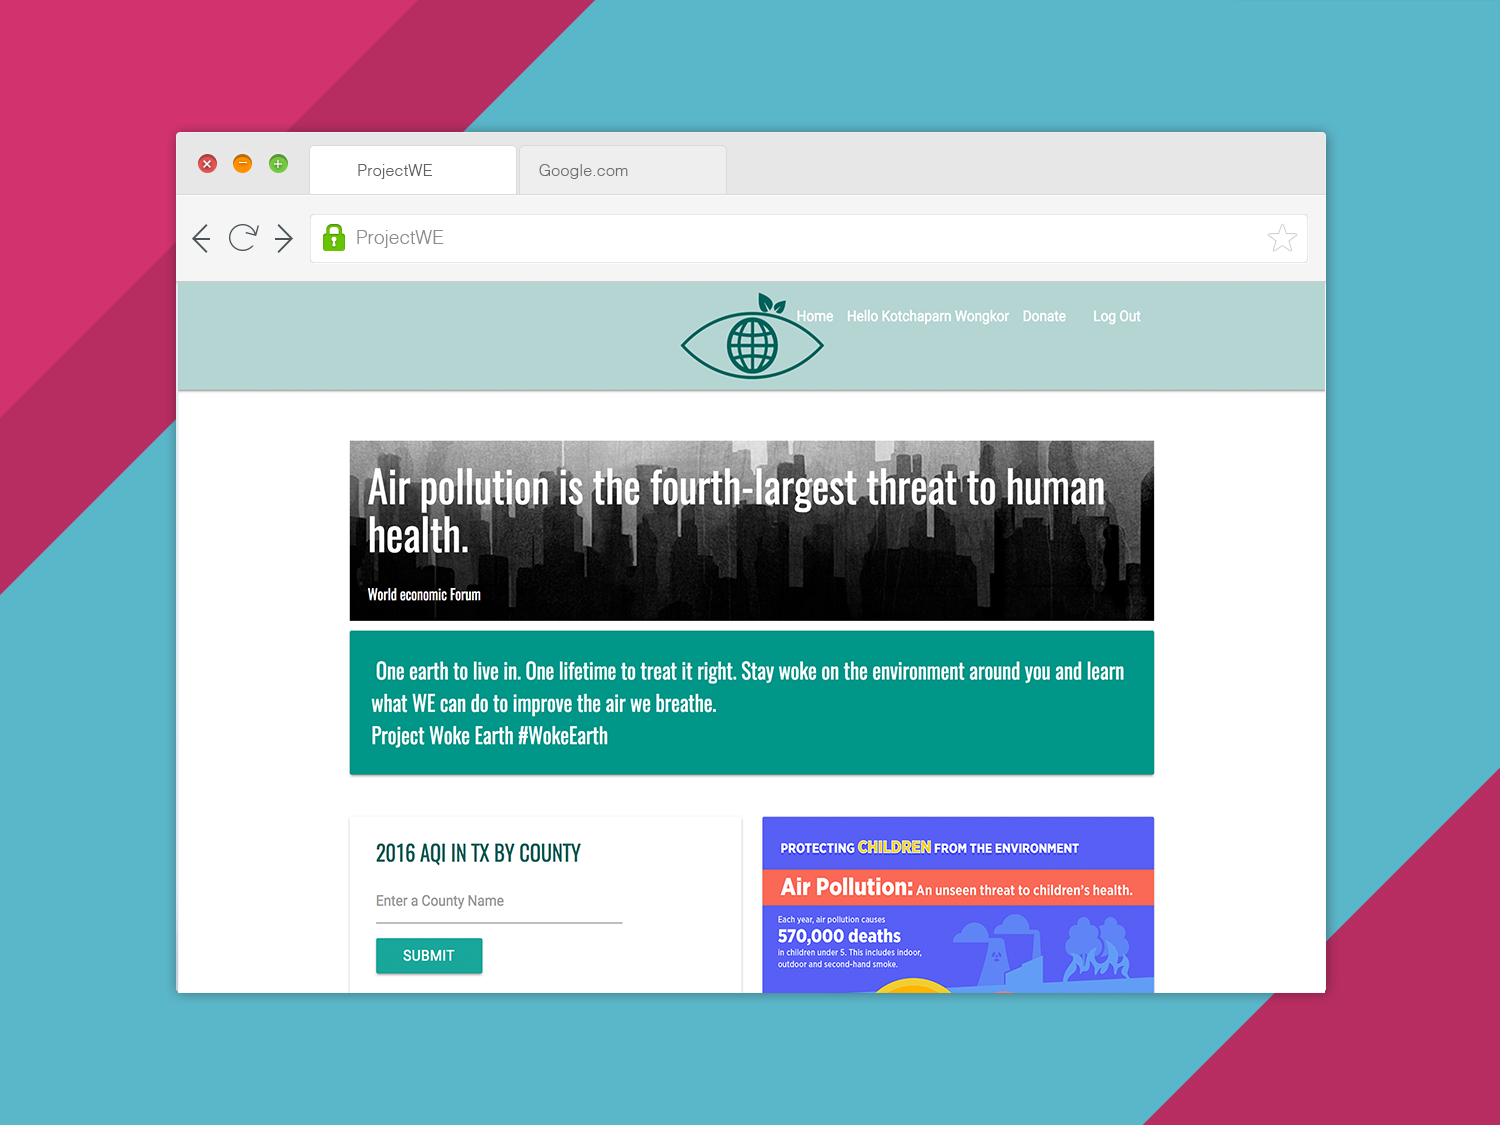 ProjectWE
Google.com
ProjectWE
Home Hello Kotchaparn Wongkor Donate Log Out
Air pollution is the fourth-largest threat to human
health.
World economic Forum
One earth to live in. One lifetime to treat it right. Stay woke on the environment around you and learn
what WE can do to improve the air we breathe.
Project Woke Earth #WokeEarth
2016 AQI IN TX BY COUNTY
Enter a County Name
SUBMIT
PROTECTING CHILDREN FROM THE ENVIRONMENT
Air Pollution: An unseen threat to children's health.
Each year, air pollution causes
570,000 deaths
in children under 5. This includes indoor,
outdoor and second-hand smoke.